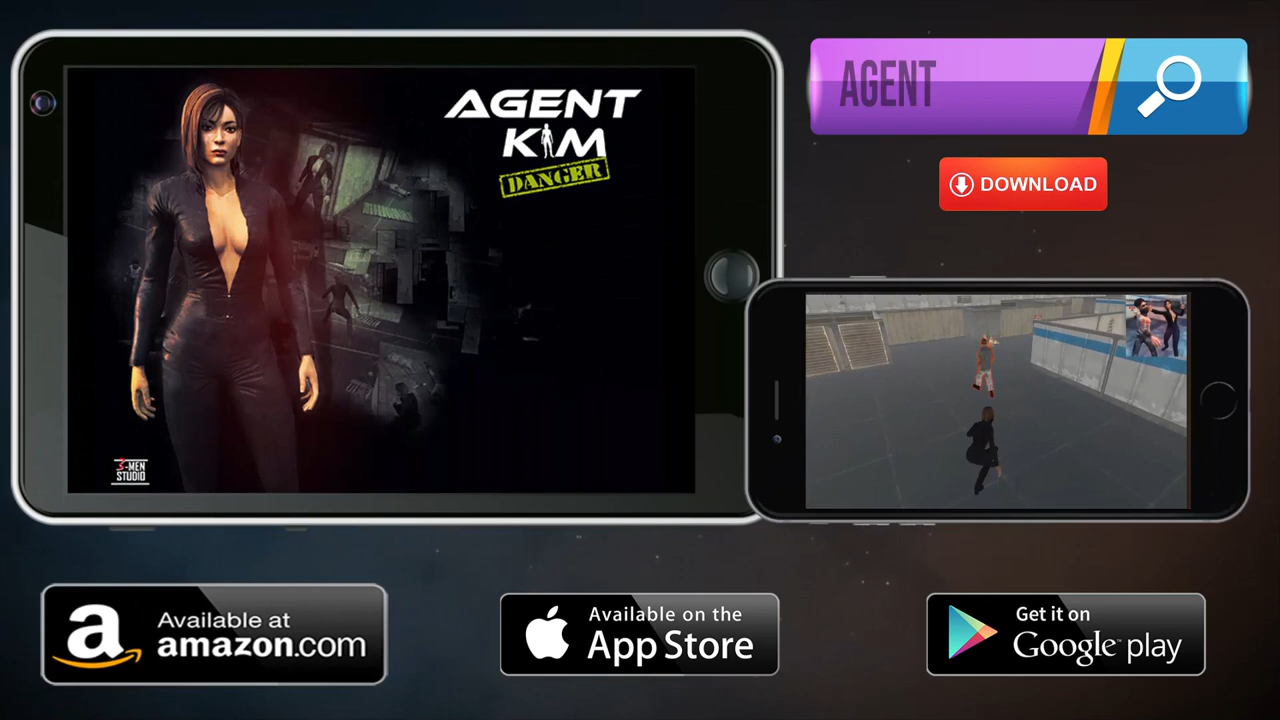 AGENT
KIM
DANGER
3-MEN
STUDIO
AGENT
DOWNLOAD
Available at
amazon.com
Available on the
App Store
Get it on
Google play